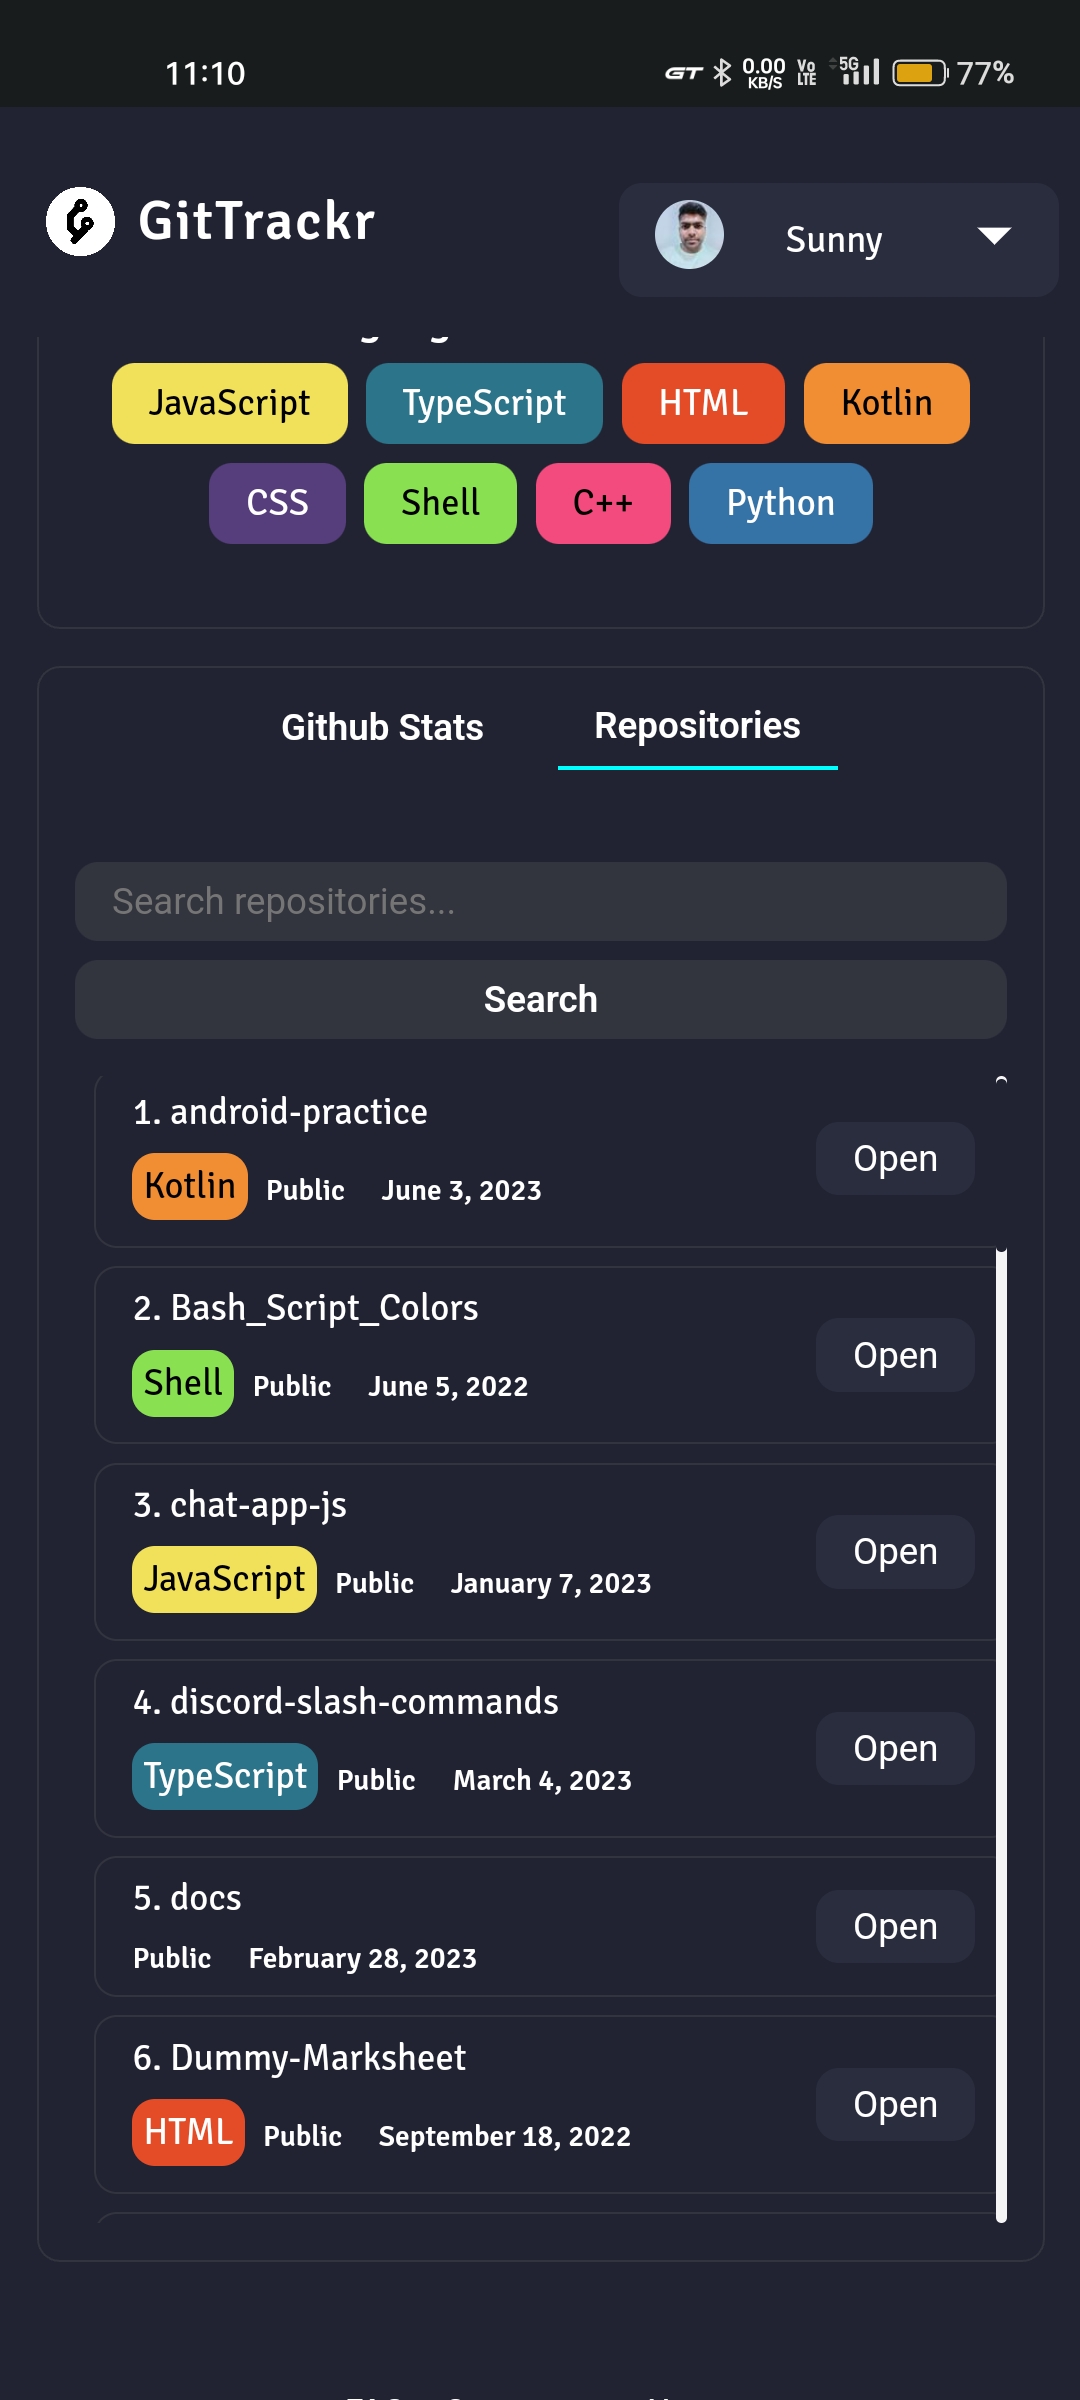 11:10 GT 0.00 KB/S Vo LTE 5G 77%
GitTrackr
Sunny
JavaScript TypeScript HTML Kotlin
CSS Shell C++ Python
Github Stats Repositories
Search repositories...
Search
1. android-practice
Open
Kotlin Public June 3, 2023
2. Bash_Script_Colors
Open
Shell Public June 5, 2022
3. chat-app-js
Open
JavaScript Public January 7, 2023
4. discord-slash-commands
Open
TypeScript Public March 4, 2023
5. docs
Open
Public February 28, 2023
6. Dummy-Marksheet
Open
HTML Public September 18, 2022